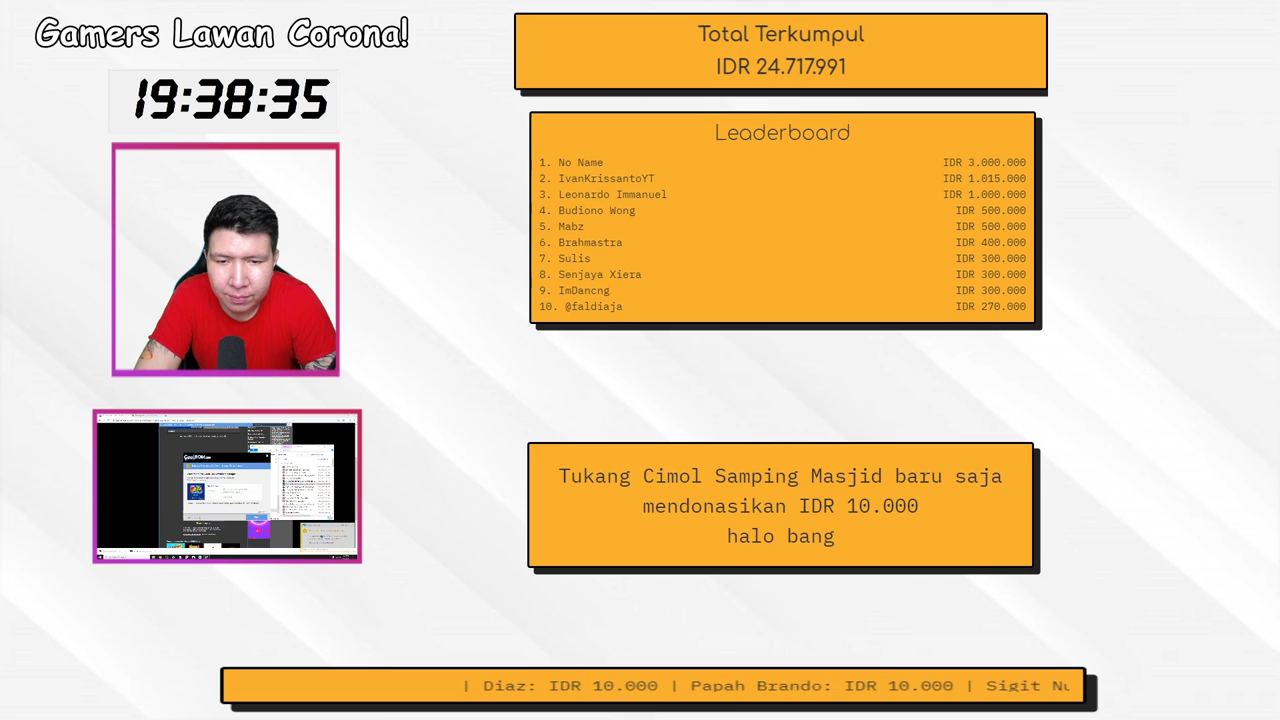 Gamers Lawan Corona!
19:38:35
Total Terkumpul
IDR 24.717.991
Leaderboard
1. No Name IDR 3.000.000
2. IvanKrissantoYT IDR 1.015.000
3. Leonardo Immanuel IDR 1.000.000
4. Budiono Wong IDR 500.000
5. Mabz IDR 500.000
6. Brahmastra IDR 400.000
7. Sulis IDR 300.000
8. Senjaya Xiera IDR 300.000
9. ImDancng IDR 300.000
10. @faldiaja IDR 270.000
Tukang Cimol Samping Masjid baru saja
mendonasikan IDR 10.000
halo bang
| Diaz: IDR 10.000 | Papah Brando: IDR 10.000 | Sigit